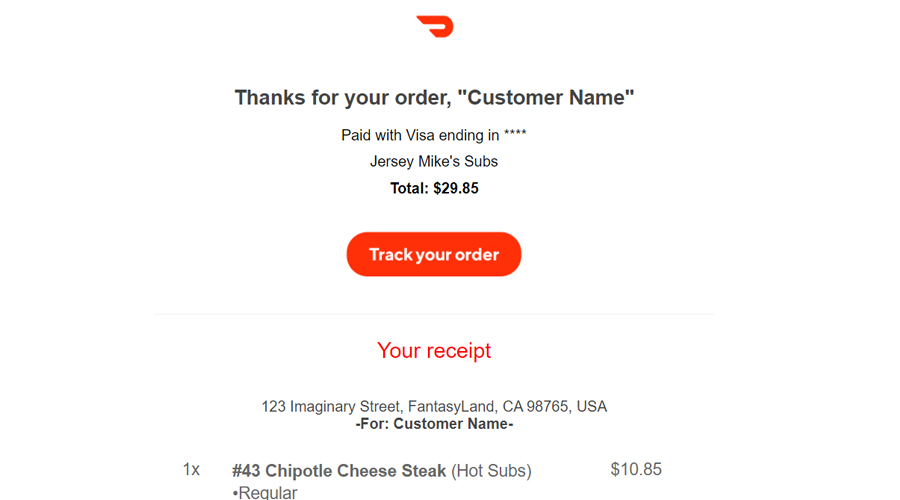 Thanks for your order, "Customer Name"
Paid with Visa ending in ****
Jersey Mike's Subs
Total: $29.85
Track your order
Your receipt
123 Imaginary Street, FantasyLand, CA 98765, USA
-For: Customer Name-
1x #43 Chipotle Cheese Steak (Hot Subs) $10.85
•Regular